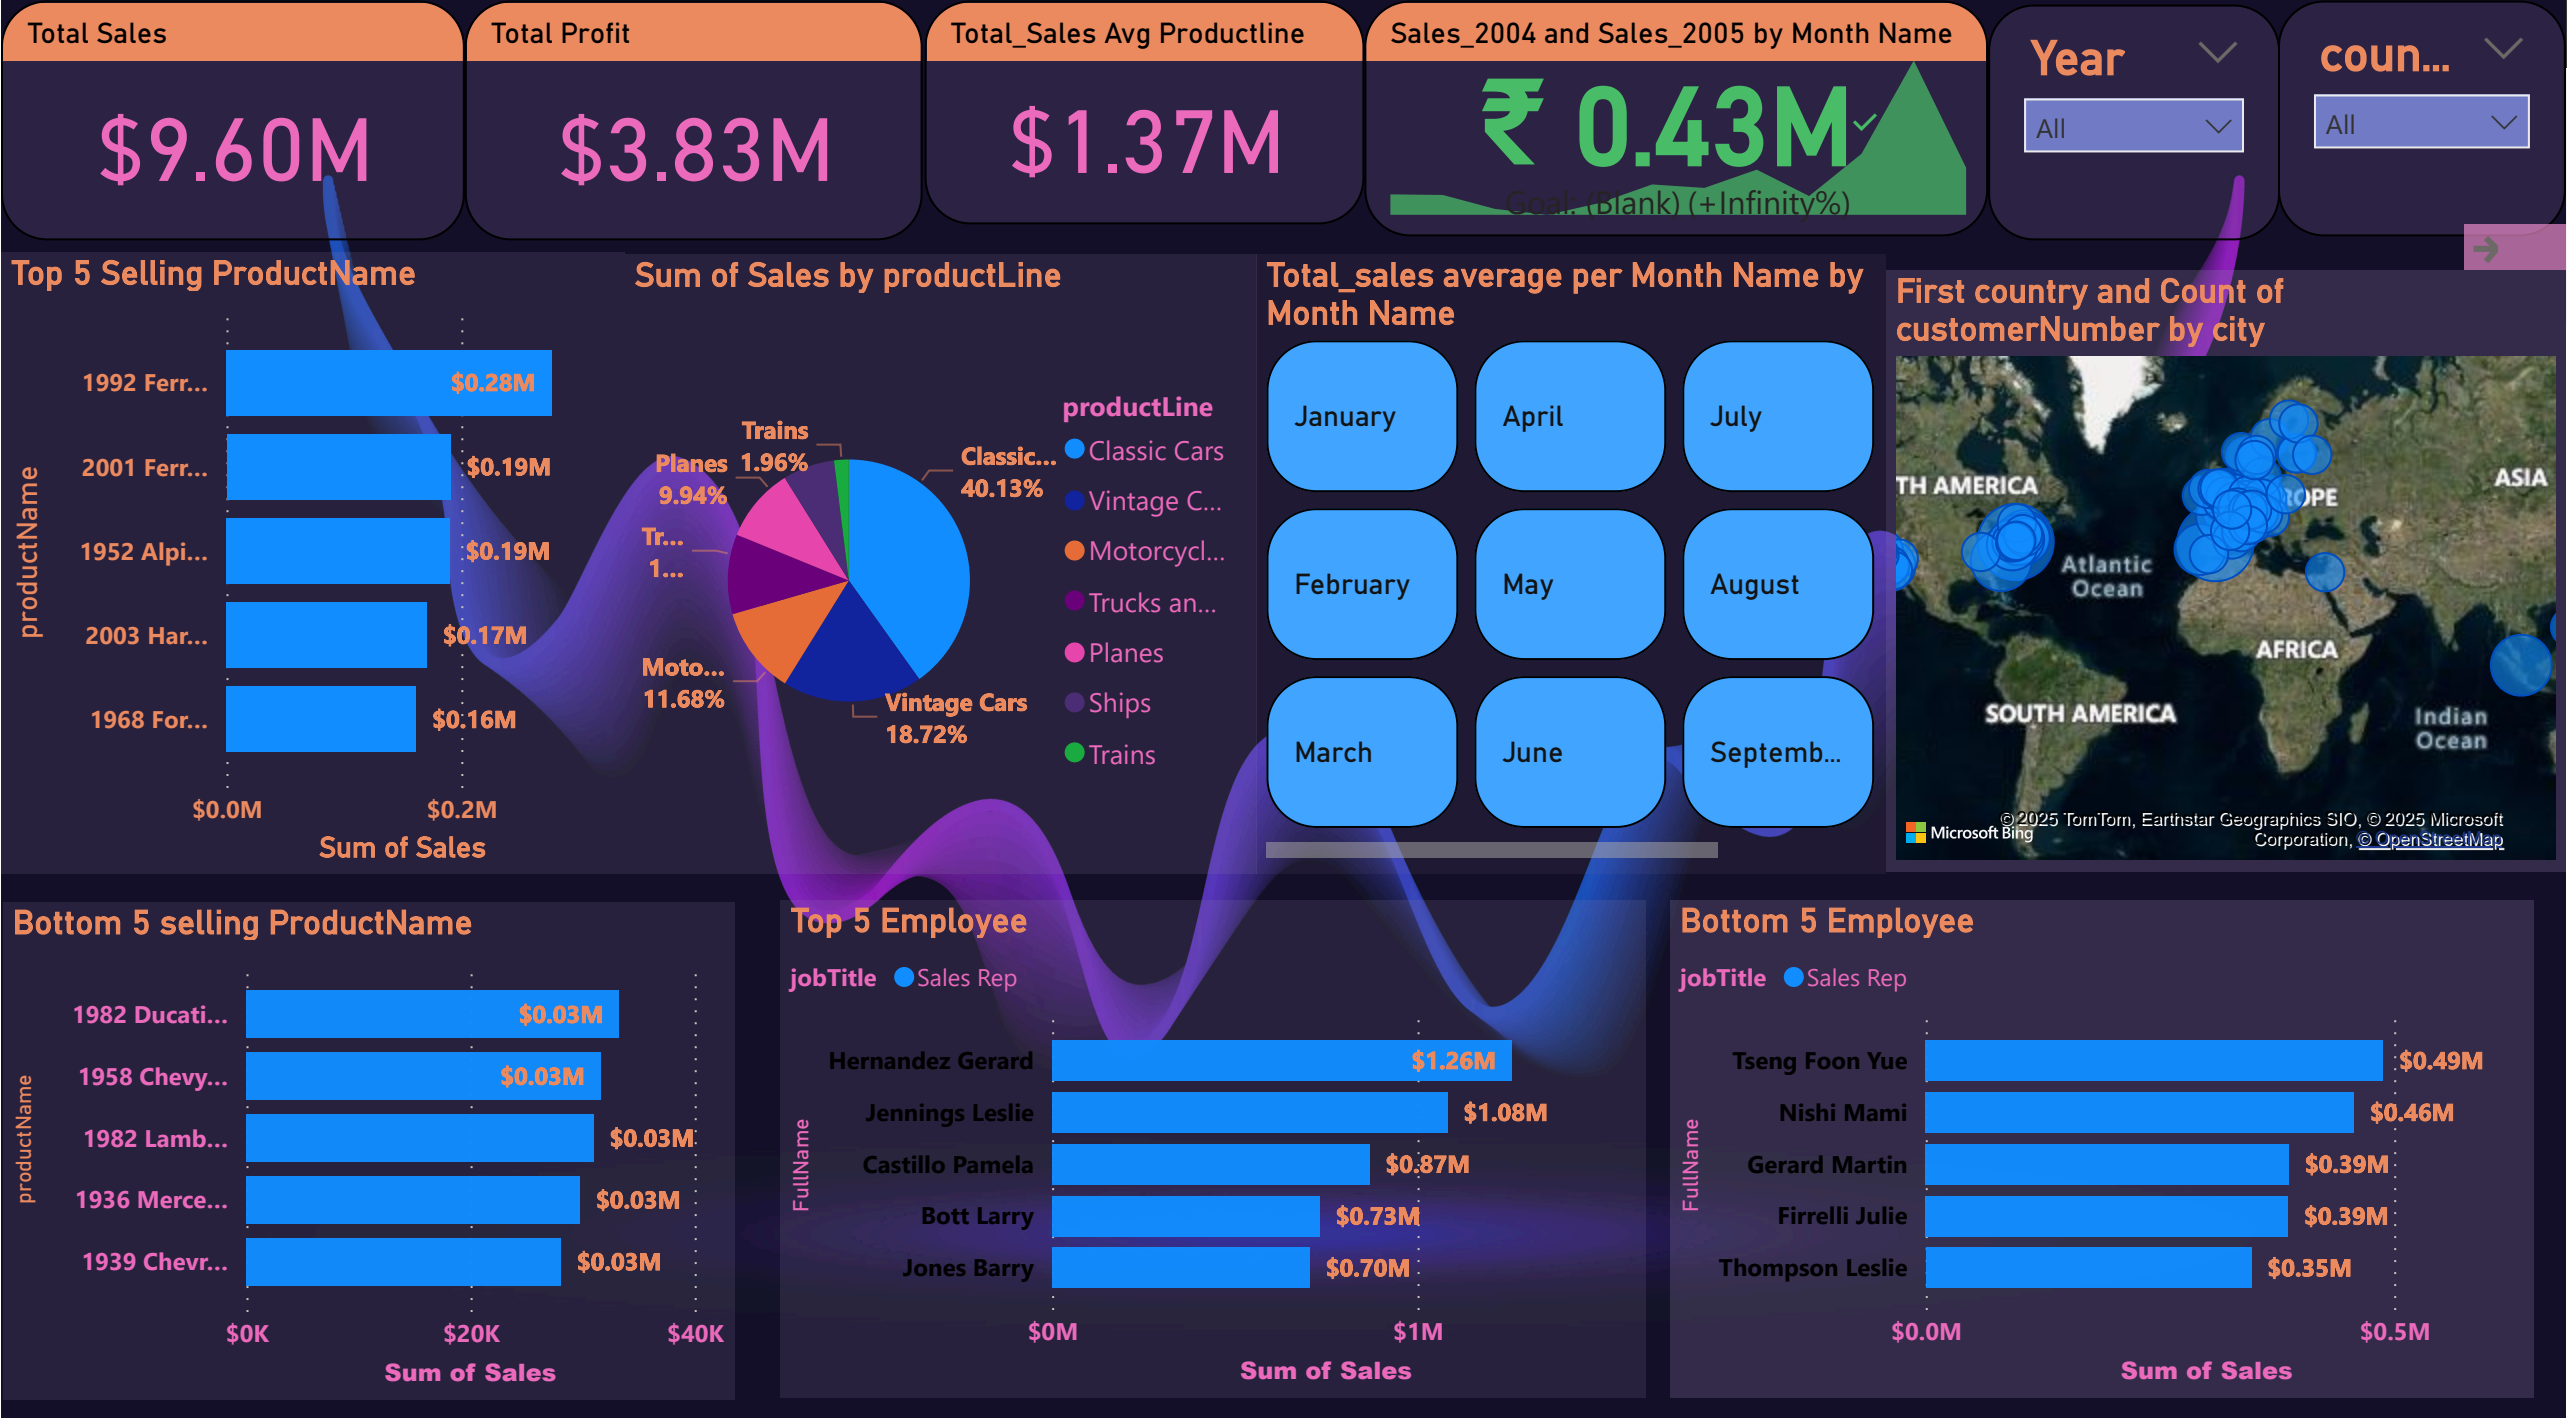 Total Sales
$9.60M
Total Profit
$3.83M
Total_Sales Avg Productline
$1.37M
Sales_2004 and Sales_2005 by Month Name
₹ 0.43M
Goal: (Blank) (+Infinity%)
Year
All
coun...
All
Top 5 Selling ProductName
productName
1992 Ferr...
$0.28M
2001 Ferr...
$0.19M
1952 Alpi...
$0.19M
2003 Har...
$0.17M
1968 For...
$0.16M
$0.0M
$0.2M
Sum of Sales
Sum of Sales by productLine
Trains
1.96%
Planes
9.94%
Tr...
1...
Moto...
11.68%
Classic...
40.13%
Vintage Cars
18.72%
productLine
Classic Cars
Vintage C...
Motorcycl...
Trucks an...
Planes
Ships
Trains
Total_sales average per Month Name by
Month Name
January
April
July
February
May
August
March
June
Septemb...
First country and Count of
customerNumber by city
TH AMERICA
OPE
ASIA
Atlantic
Ocean
AFRICA
SOUTH AMERICA
Indian
Ocean
Microsoft Bing
© 2025 TomTom, Earthstar Geographics SIO, © 2025 Microsoft
Corporation, © OpenStreetMap
Bottom 5 selling ProductName
productName
1982 Ducati...
$0.03M
1958 Chevy...
$0.03M
1982 Lamb...
$0.03M
1936 Merce...
$0.03M
1939 Chevr...
$0.03M
$0K
$20K
$40K
Sum of Sales
Top 5 Employee
jobTitle
Sales Rep
FullName
Hernandez Gerard
$1.26M
Jennings Leslie
$1.08M
Castillo Pamela
$0.87M
Bott Larry
$0.73M
Jones Barry
$0.70M
$0M
$1M
Sum of Sales
Bottom 5 Employee
jobTitle
Sales Rep
FullName
Tseng Foon Yue
$0.49M
Nishi Mami
$0.46M
Gerard Martin
$0.39M
Firrelli Julie
$0.39M
Thompson Leslie
$0.35M
$0.0M
$0.5M
Sum of Sales